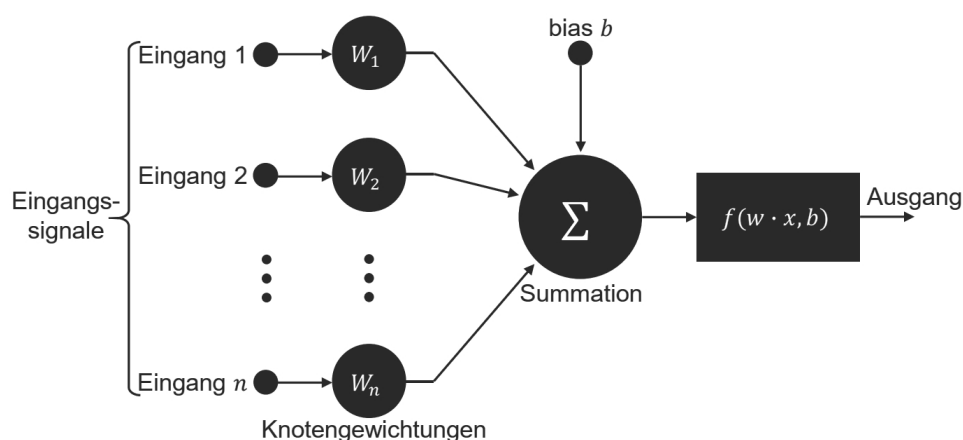 bias b
Eingang 1
W₁
Eingang 2
W₂
Eingangs-
signale
Σ
f(w · x, b)
Ausgang
Summation
Eingang n
Wₙ
Knotengewichtungen